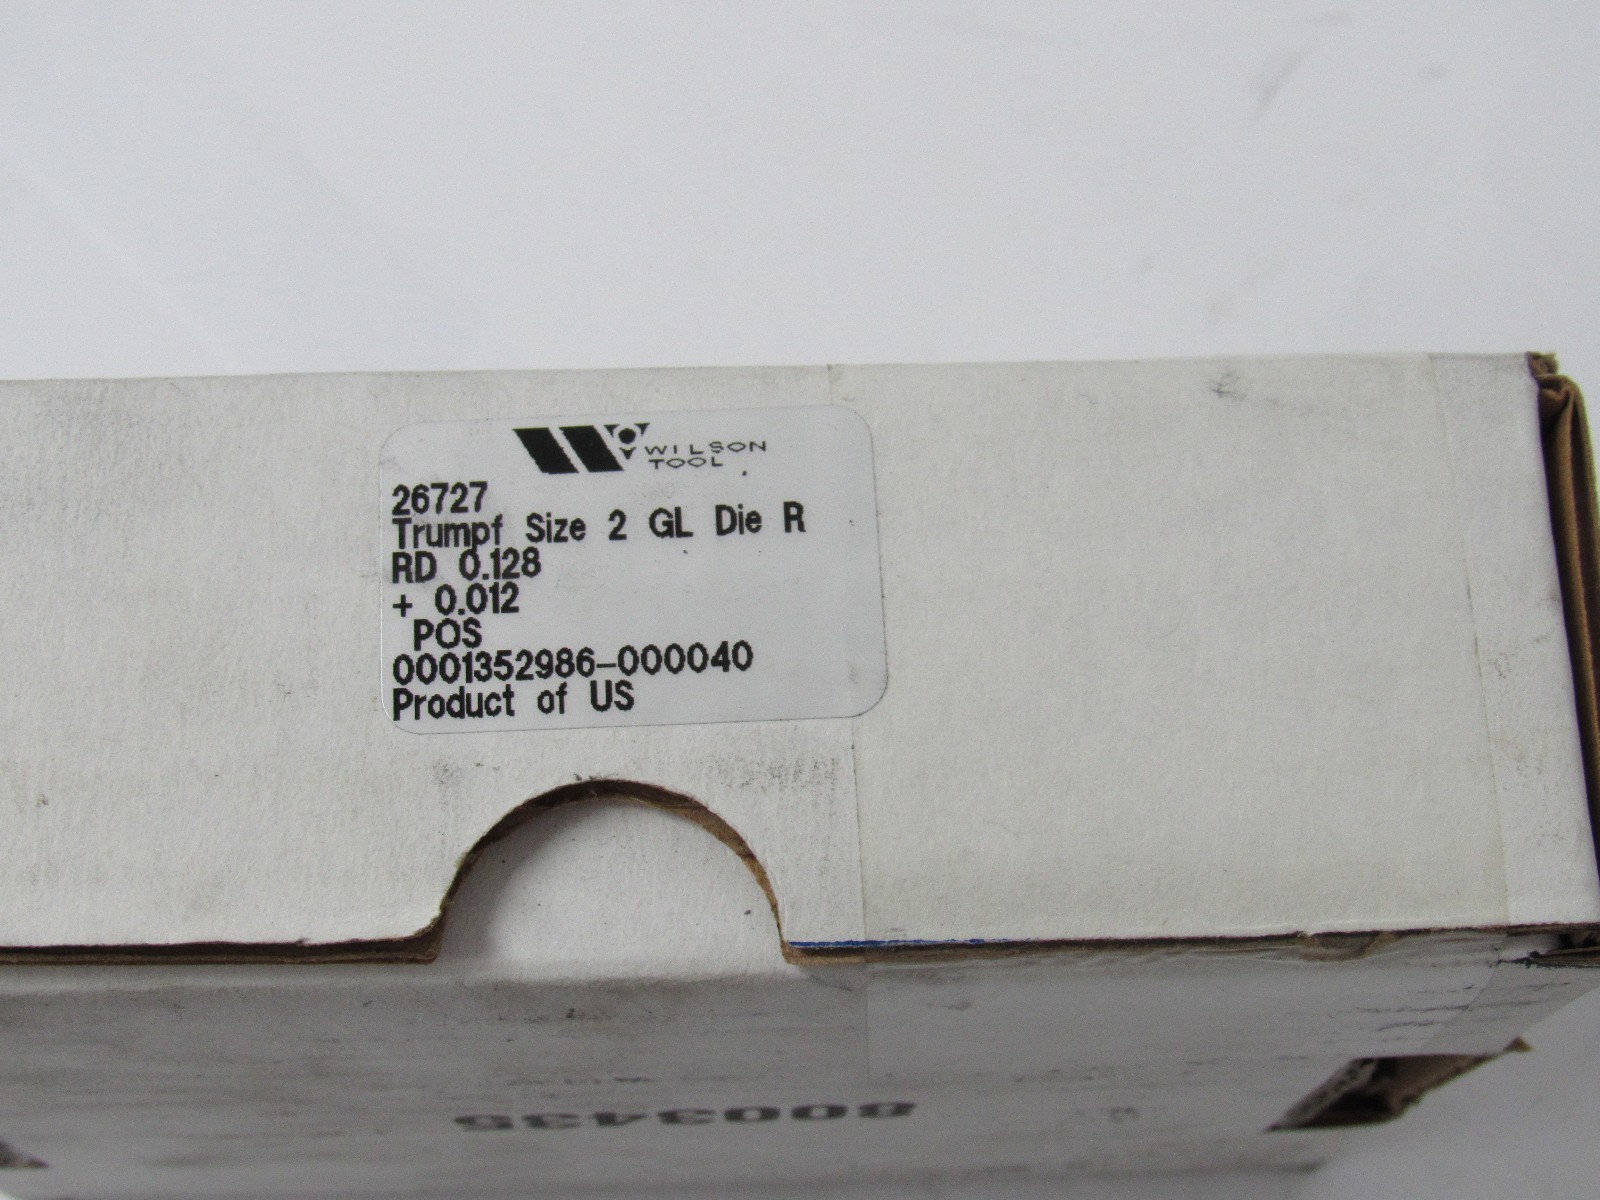 WILSON
TOOL
26727
Trumpf Size 2 GL Die R
RD 0.128
+ 0.012
POS
0001352986-000040
Product of US
8003435